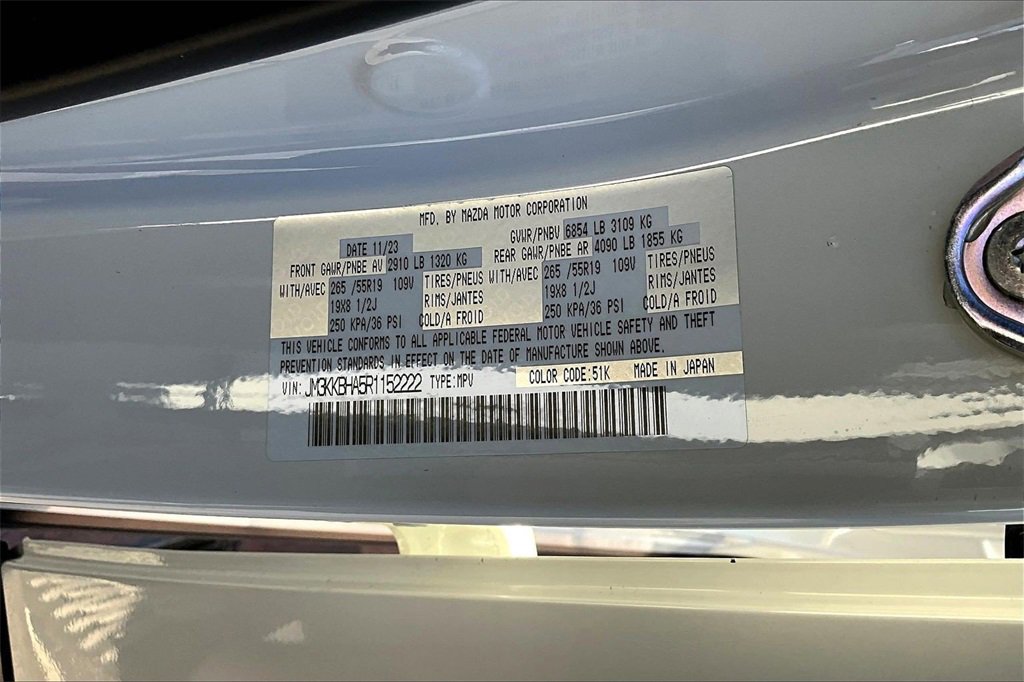 MFD. BY MAZDA MOTOR CORPORATION
DATE 11/23 GVWR/PNBV 6854 LB 3109 KG
FRONT GAWR/PNBE AV 2910 LB 1320 KG REAR GAWR/PNBE AR 4090 LB 1855 KG
WITH/AVEC 265 /55R19 109V TIRES/PNEUS WITH/AVEC 265 /55R19 109V TIRES/PNEUS
19X8 1/2J RIMS/JANTES 19X8 1/2J RIMS/JANTES
250 KPA/36 PSI COLD/A FROID 250 KPA/36 PSI COLD/A FROID
THIS VEHICLE CONFORMS TO ALL APPLICABLE FEDERAL MOTOR VEHICLE SAFETY AND THEFT
PREVENTION STANDARDS IN EFFECT ON THE DATE OF MANUFACTURE SHOWN ABOVE.
VIN: JM3KKBHA5R1152222 TYPE:MPV COLOR CODE:51K MADE IN JAPAN